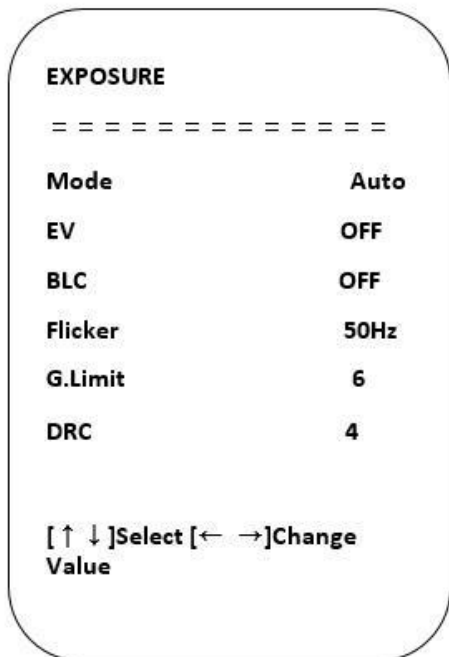 EXPOSURE
= = = = = = = = = = = = =
Mode Auto
EV OFF
BLC OFF
Flicker 50Hz
G.Limit 6
DRC 4
[ ↑ ↓ ]Select [← →]Change
Value